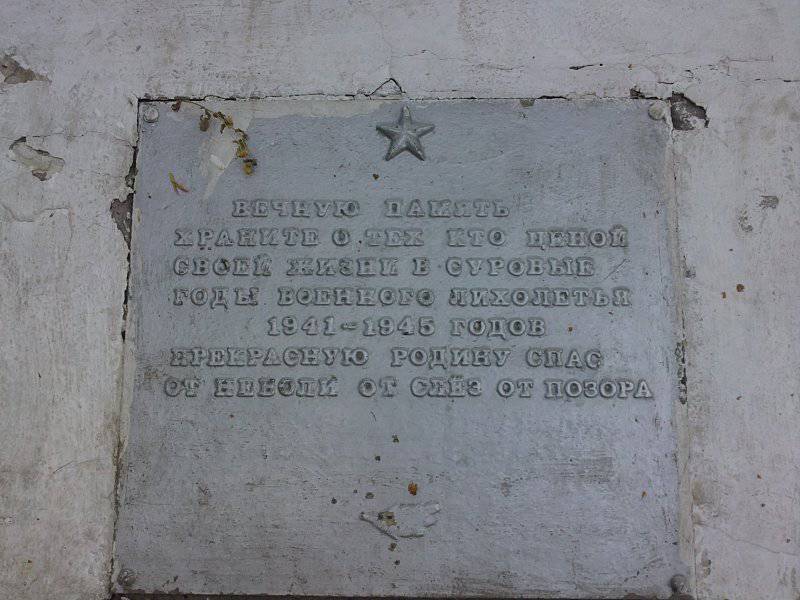 ВЕЧНУЮ ПАМЯТЬ
ХРАНИТЕ О ТЕХ КТО ЦЕНОЙ
СВОЕЙ ЖИЗНИ В СУРОВЫЕ
ГОДЫ ВОЕННОГО ЛИХОЛЕТЬЯ
1941-1945 ГОДОВ
ПРЕКРАСНУЮ РОДИНУ СПАС
ОТ НЕВОЛИ ОТ СЛЁЗ ОТ ПОЗОРА